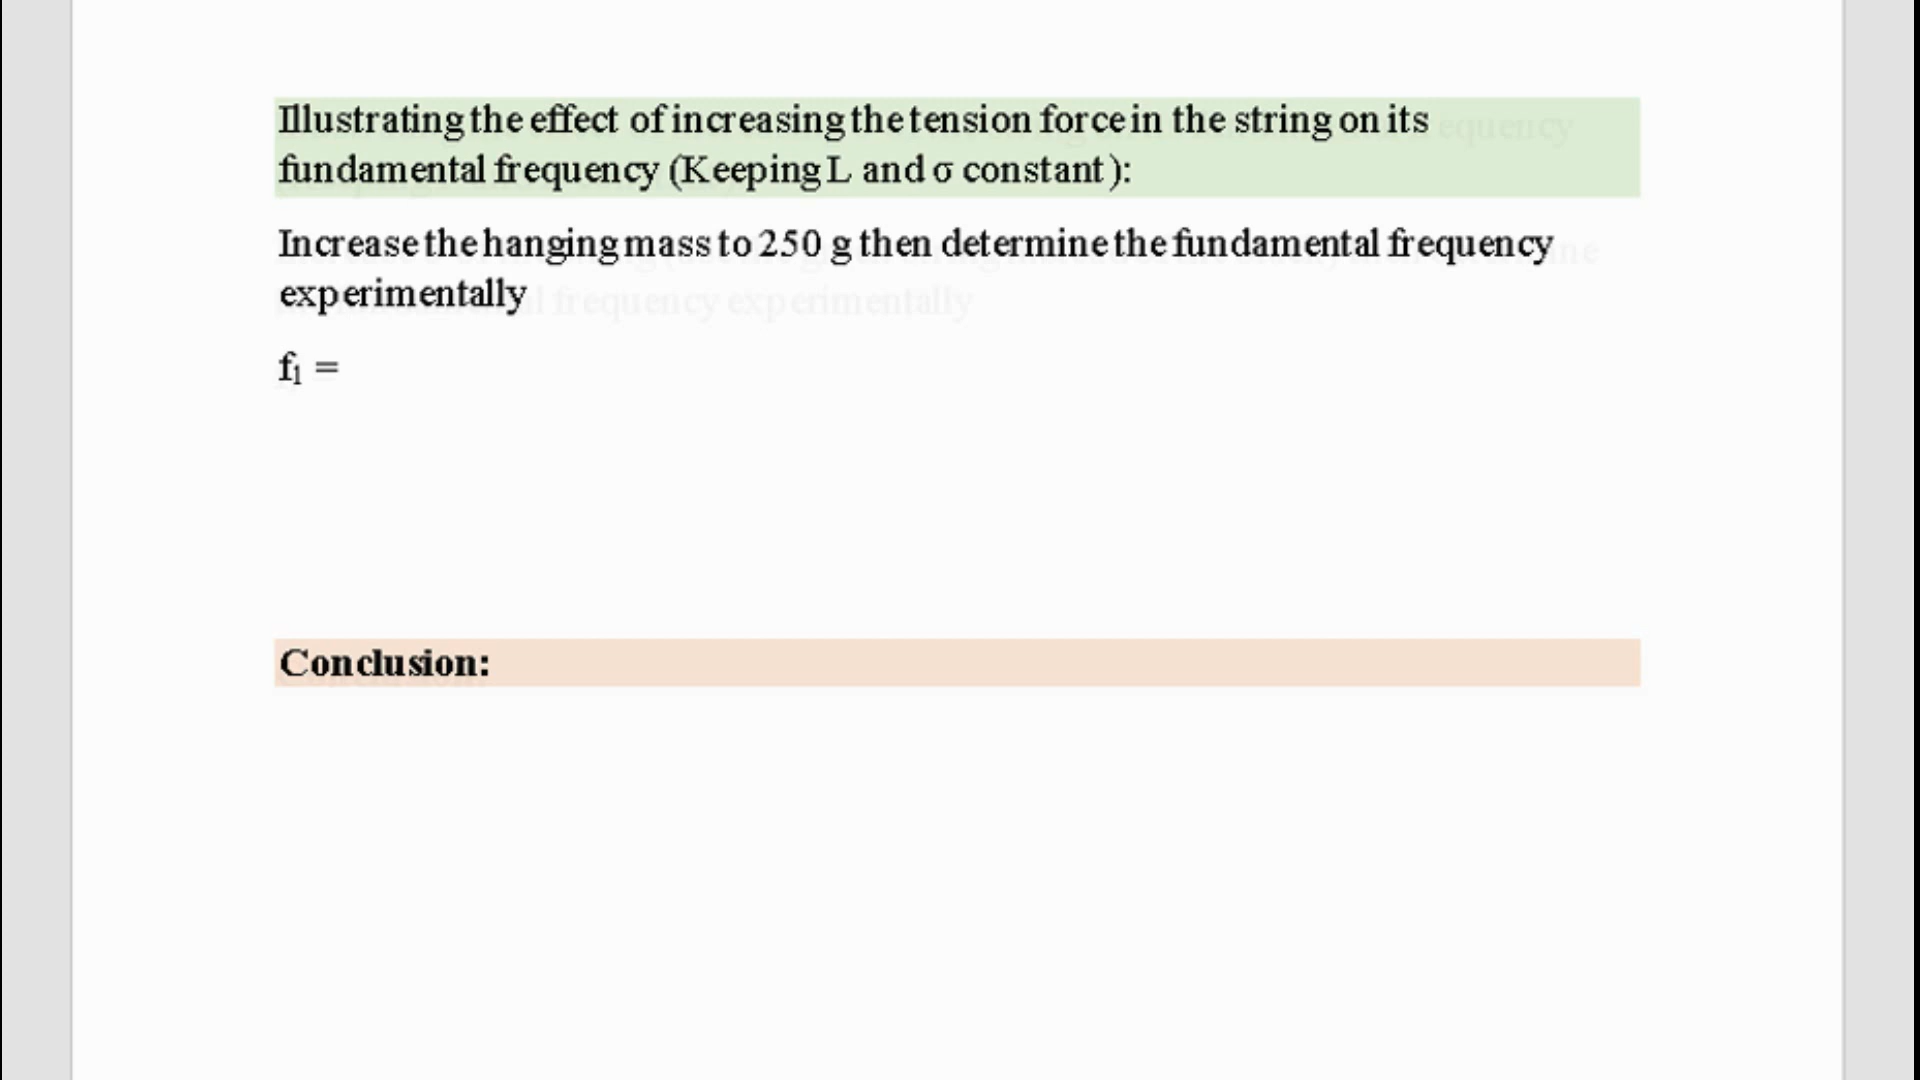 Illustrating the effect of increasing the tension force in the string on its
fundamental frequency (Keeping L and σ constant):
Increase the hanging mass to 250 g then determine the fundamental frequency
experimentally
f₁ =
Conclusion: